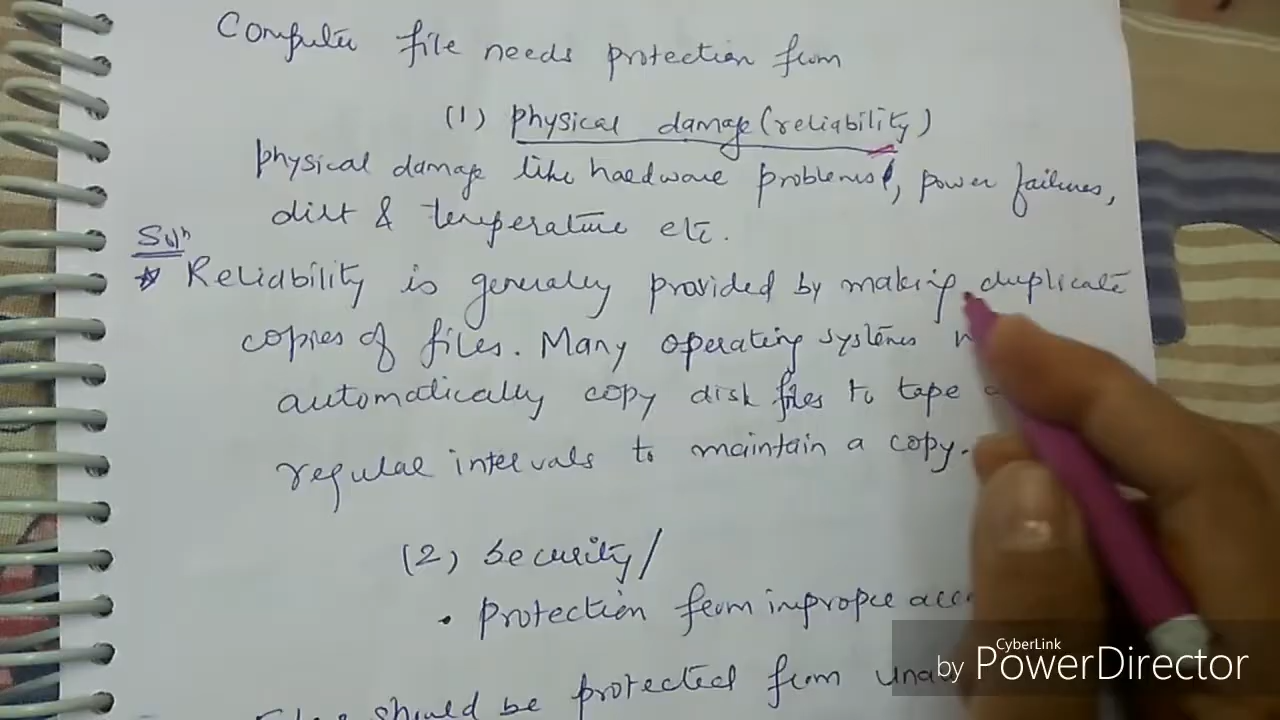 Computer file needs protection from
(1) physical damage (reliability)
physical damage like hardware problems, power failures,
dirt & temperature etc.
Soln
* Reliability is generally provided by making duplicate
copies of files. Many operating systems
automatically copy disk files to tape
regular intervals to maintain a copy.
(2) Security/
• protection from improper
should be protected from
CyberLink
by PowerDirector